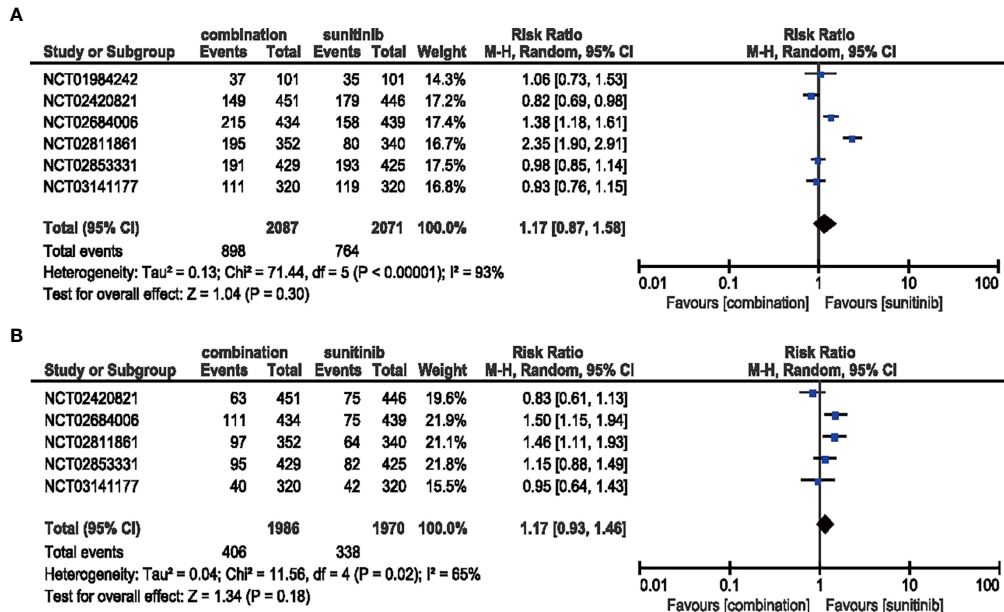 A
combination sunitinib Risk Ratio Risk Ratio
Study or Subgroup Events Total Events Total Weight M-H, Random, 95% CI M-H, Random, 95% CI
NCT01984242 37 101 35 101 14.3% 1.06 [0.73, 1.53]
NCT02420821 149 451 179 446 17.2% 0.82 [0.69, 0.98]
NCT02684006 215 434 158 439 17.4% 1.38 [1.18, 1.61]
NCT02811861 195 352 80 340 16.7% 2.35 [1.90, 2.91]
NCT02853331 191 429 193 425 17.5% 0.98 [0.85, 1.14]
NCT03141177 111 320 119 320 16.8% 0.93 [0.76, 1.15]
Total (95% CI) 2087 2071 100.0% 1.17 [0.87, 1.58]
Total events 898 764
Heterogeneity: Tau² = 0.13; Chi² = 71.44, df = 5 (P < 0.00001); I² = 93%
Test for overall effect: Z = 1.04 (P = 0.30)
0.01 0.1 1 10 100
Favours [combination] Favours [sunitinib]
B
combination sunitinib Risk Ratio Risk Ratio
Study or Subgroup Events Total Events Total Weight M-H, Random, 95% CI M-H, Random, 95% CI
NCT02420821 63 451 75 446 19.6% 0.83 [0.61, 1.13]
NCT02684006 111 434 75 439 21.9% 1.50 [1.15, 1.94]
NCT02811861 97 352 64 340 21.1% 1.46 [1.11, 1.93]
NCT02853331 95 429 82 425 21.8% 1.15 [0.88, 1.49]
NCT03141177 40 320 42 320 15.5% 0.95 [0.64, 1.43]
Total (95% CI) 1986 1970 100.0% 1.17 [0.93, 1.46]
Total events 406 338
Heterogeneity: Tau² = 0.04; Chi² = 11.56, df = 4 (P = 0.02); I² = 65%
Test for overall effect: Z = 1.34 (P = 0.18)
0.01 0.1 1 10 100
Favours [combination] Favours [sunitinib]